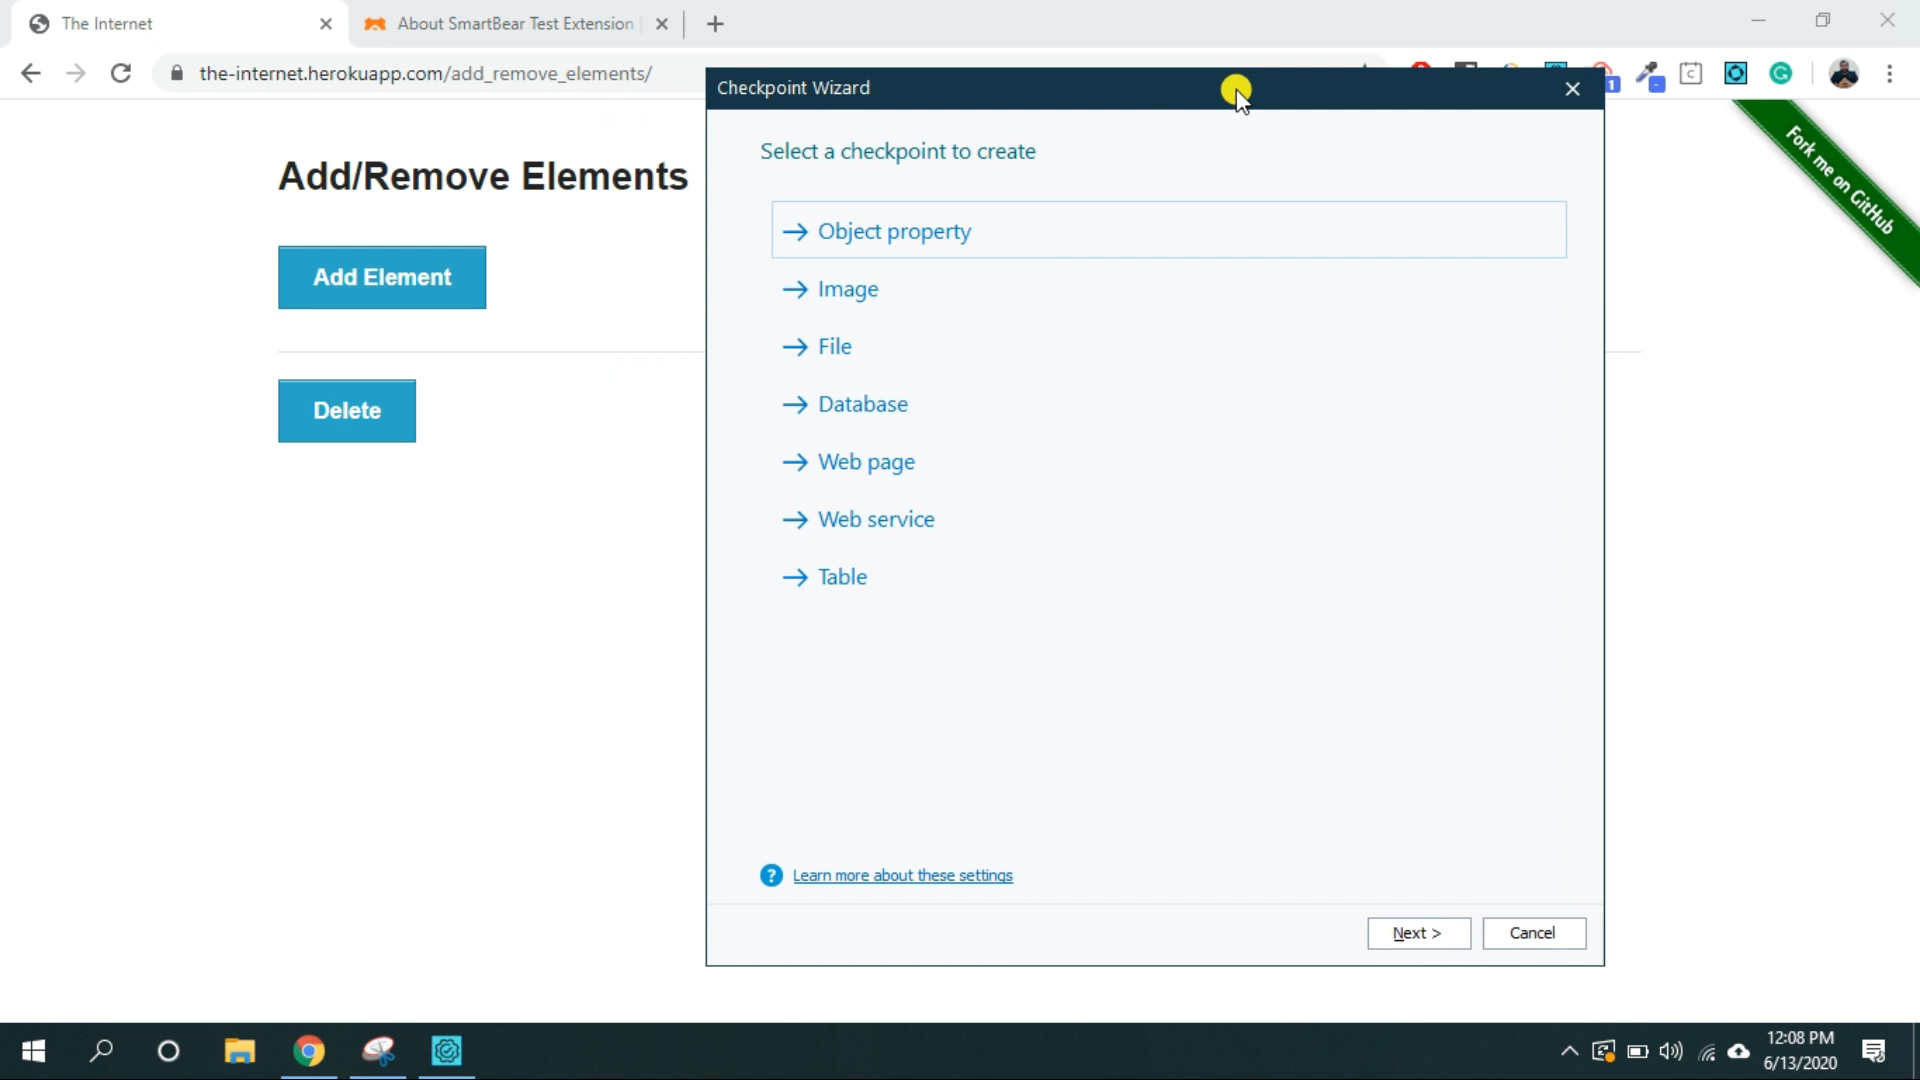 The Internet
About SmartBear Test Extension
the-internet.herokuapp.com/add_remove_elements/
Checkpoint Wizard
Select a checkpoint to create
Object property
Image
File
Database
Web page
Web service
Table
? Learn more about these settings
Next >
Cancel
Add/Remove Elements
Add Element
Delete
Fork me on GitHub
12:08 PM
6/13/2020